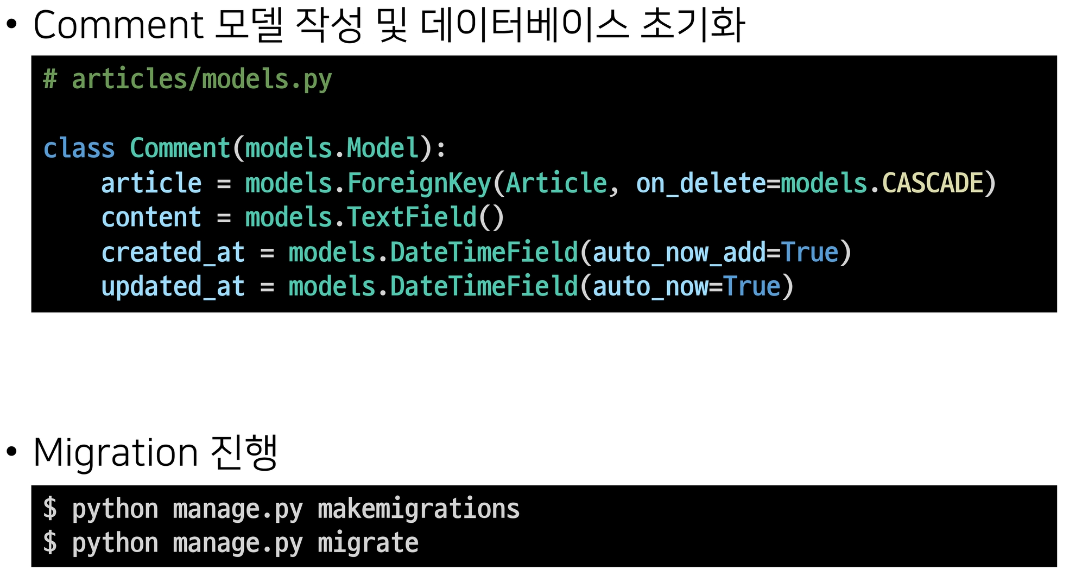 • Comment 모델 작성 및 데이터베이스 초기화
# articles/models.py
class Comment(models.Model):
    article = models.ForeignKey(Article, on_delete=models.CASCADE)
    content = models.TextField()
    created_at = models.DateTimeField(auto_now_add=True)
    updated_at = models.DateTimeField(auto_now=True)
• Migration 진행
$ python manage.py makemigrations
$ python manage.py migrate